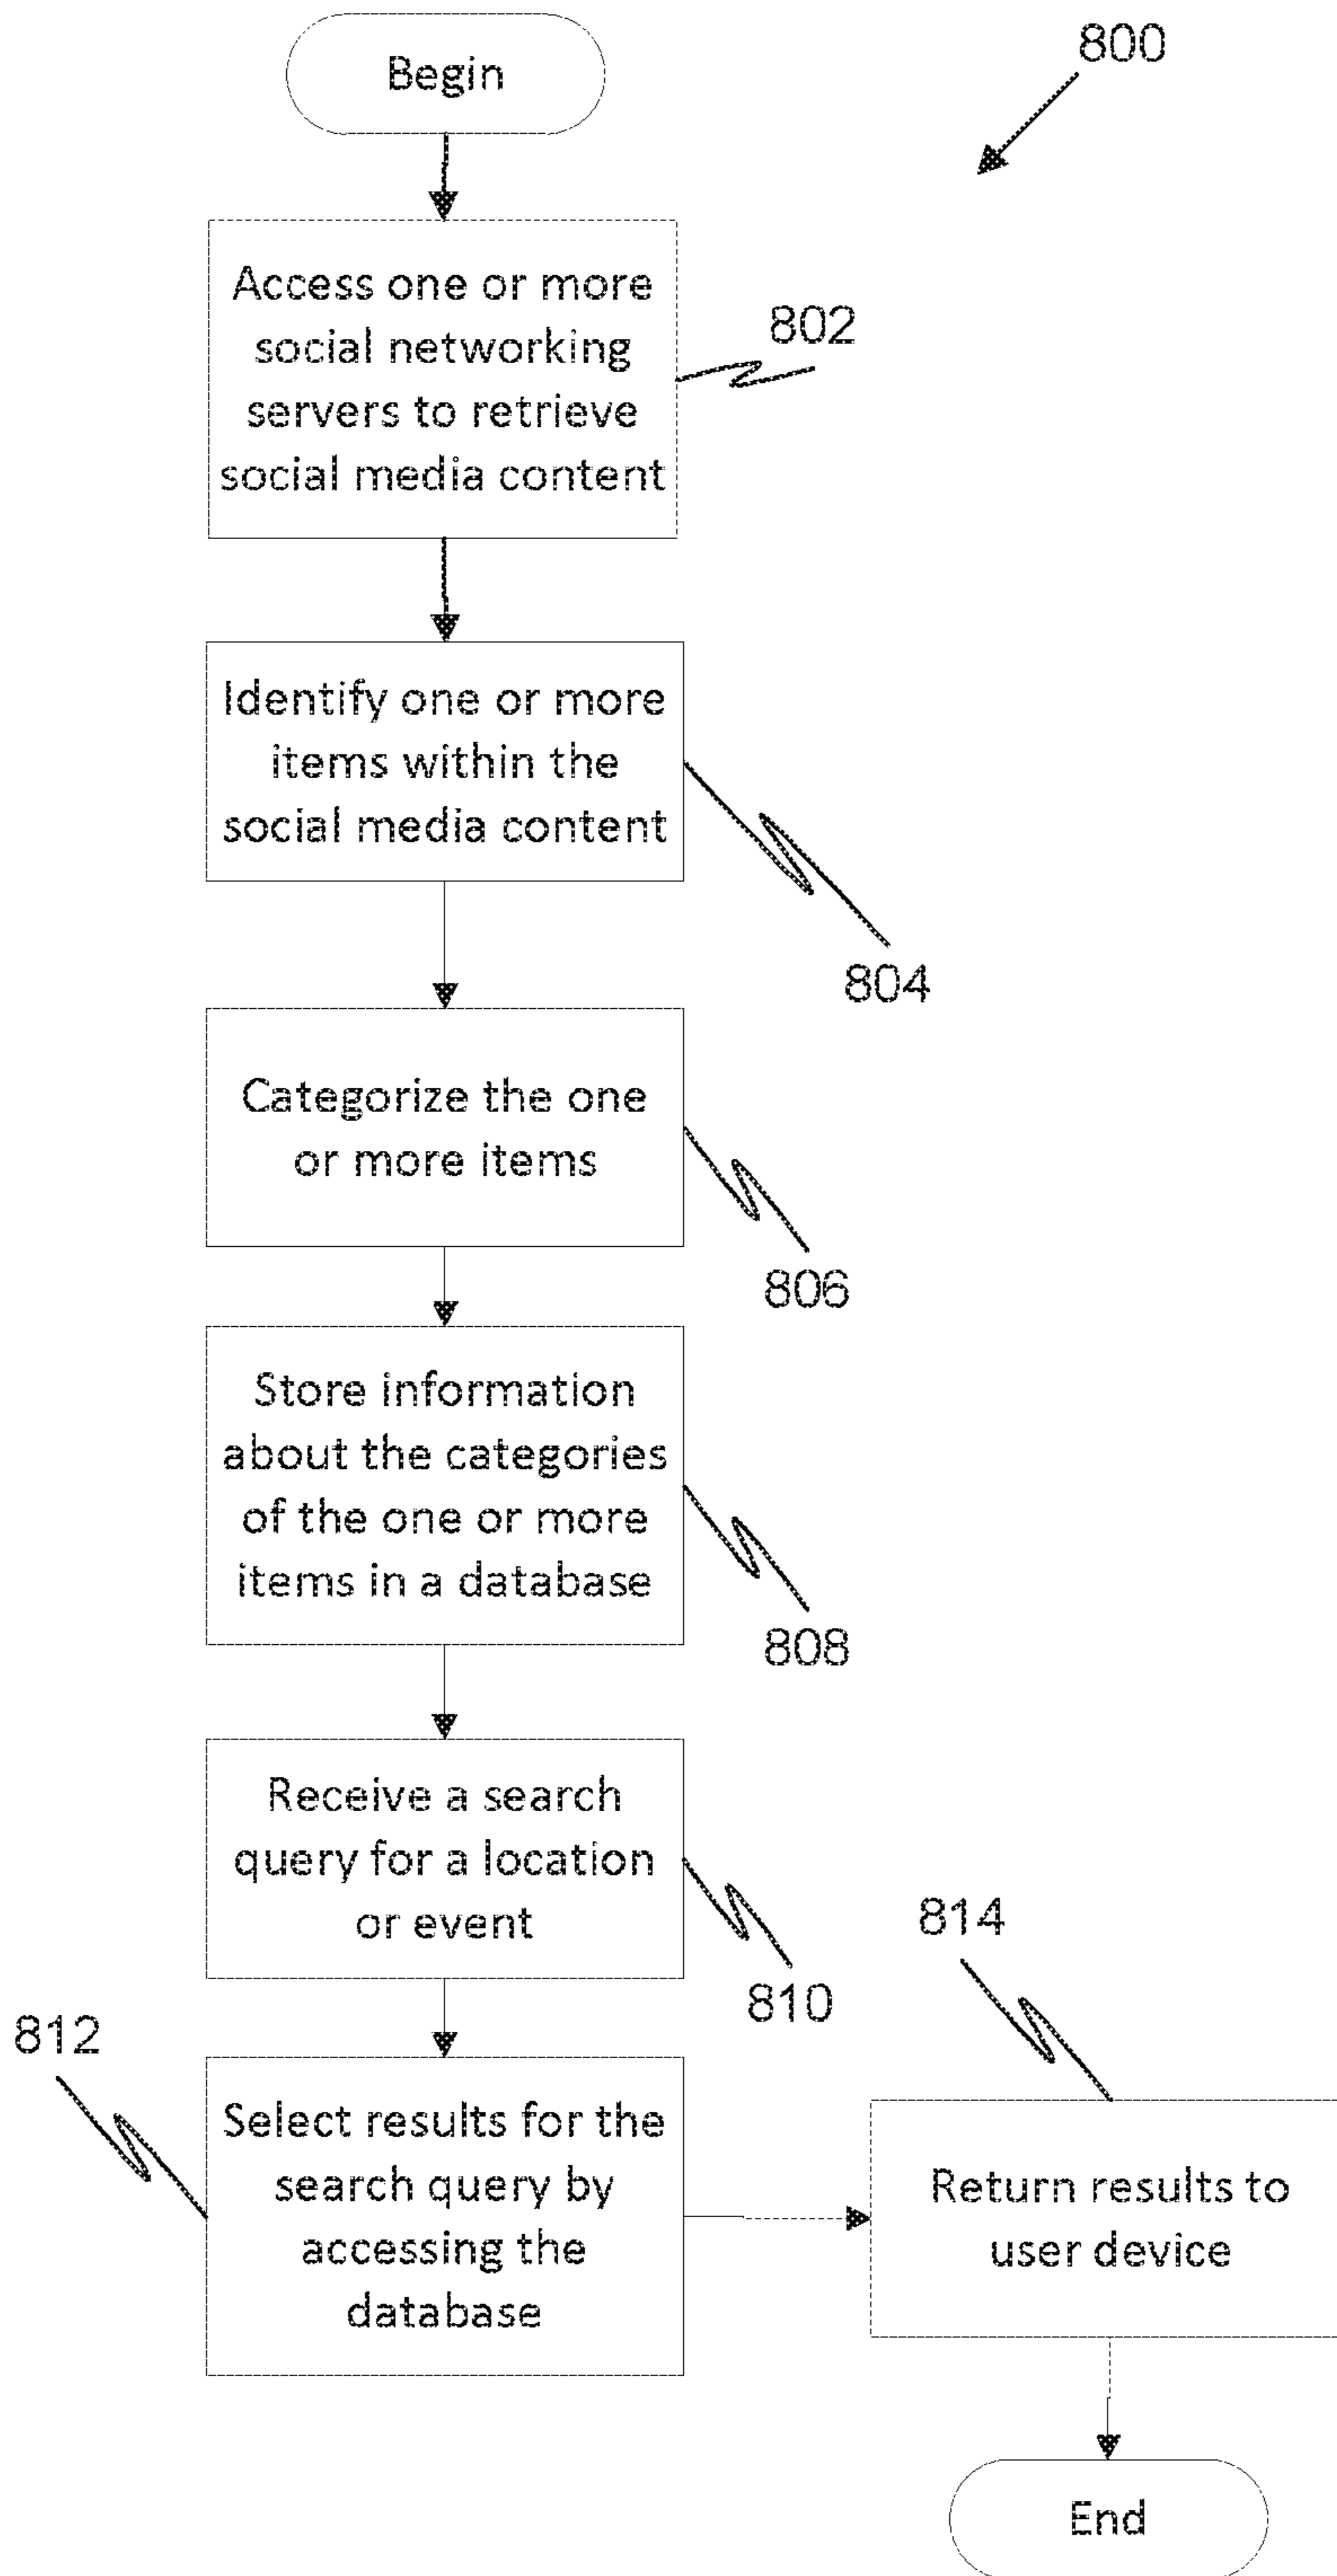 Begin
800
Access one or more
social networking
servers to retrieve
social media content
802
Identify one or more
items within the
social media content
804
Categorize the one
or more items
806
Store information
about the categories
of the one or more
items in a database
808
Receive a search
query for a location
or event
810
812
Select results for the
search query by
accessing the
database
814
Return results to
user device
End